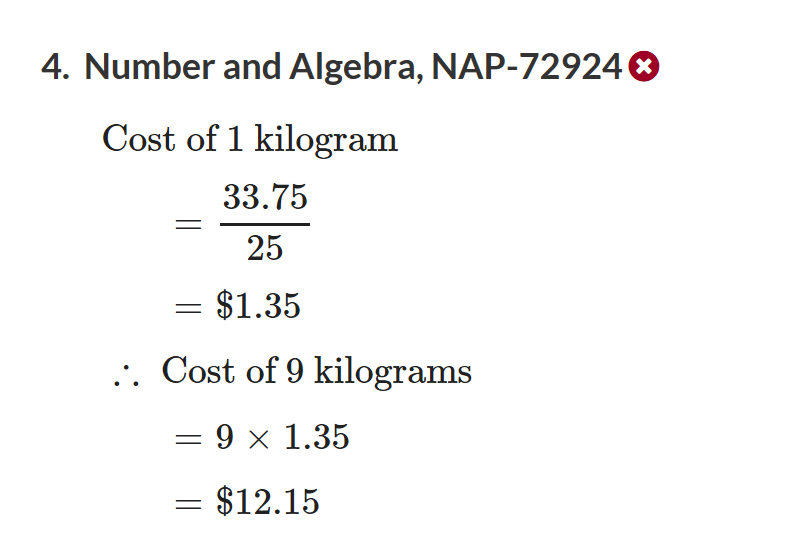 4. Number and Algebra, NAP-72924
Cost of 1 kilogram
= 33.75/25
= $1.35
∴ Cost of 9 kilograms
= 9 × 1.35
= $12.15